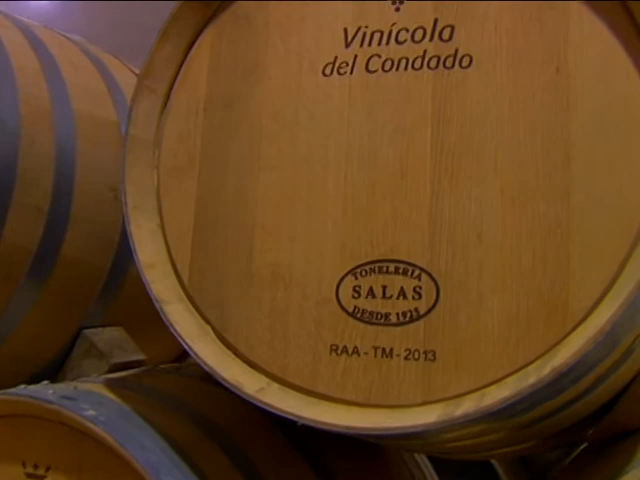 Vinícola
del Condado
TONELERIA
SALAS
DESDE 1925
RAA-TM-2013